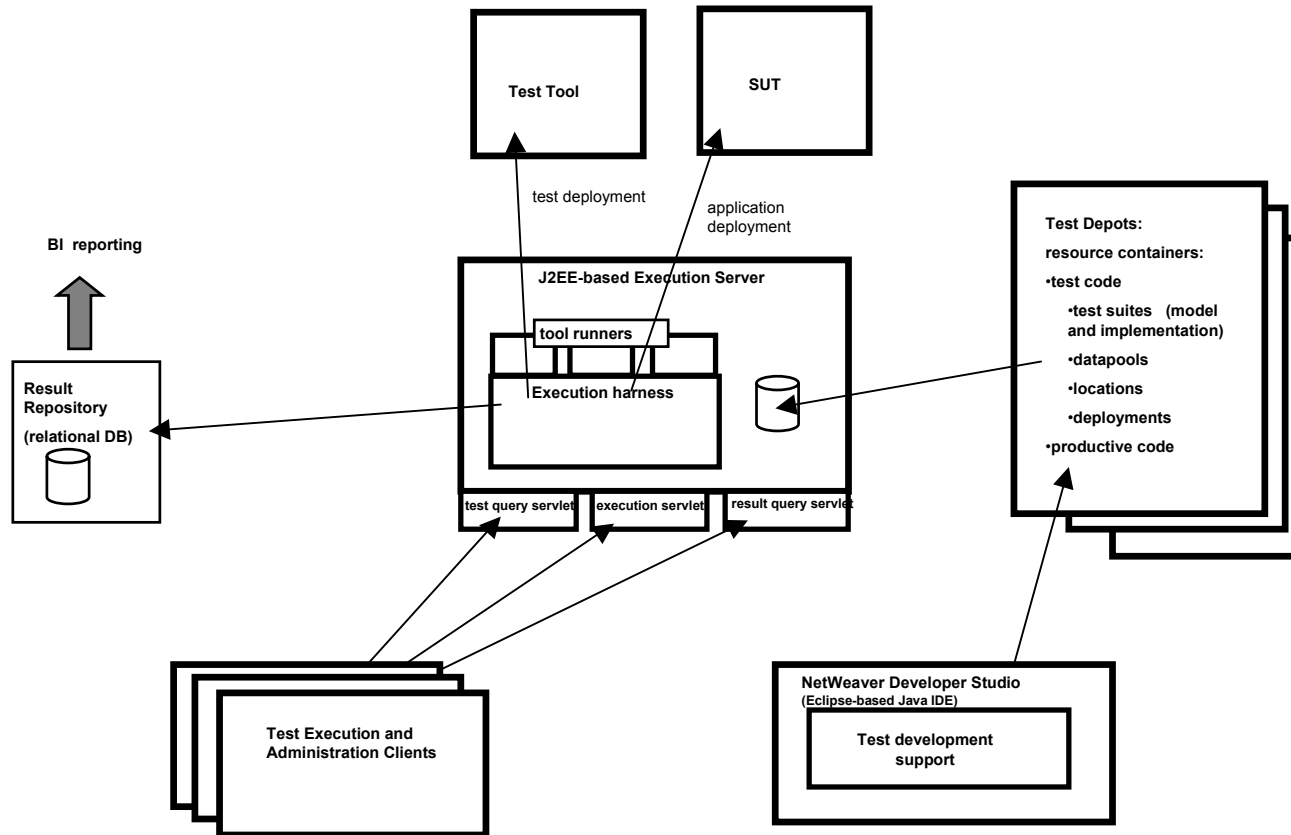 Test Tool
SUT
test deployment
application
deployment
BI reporting
Result
Repository
(relational DB)
J2EE-based Execution Server
tool runners
Execution harness
test query servlet
execution servlet
result query servlet
Test Depots:
resource containers:
•test code
•test suites (model
and implementation)
•datapools
•locations
•deployments
•productive code
Test Execution and
Administration Clients
NetWeaver Developer Studio
(Eclipse-based Java IDE)
Test development
support